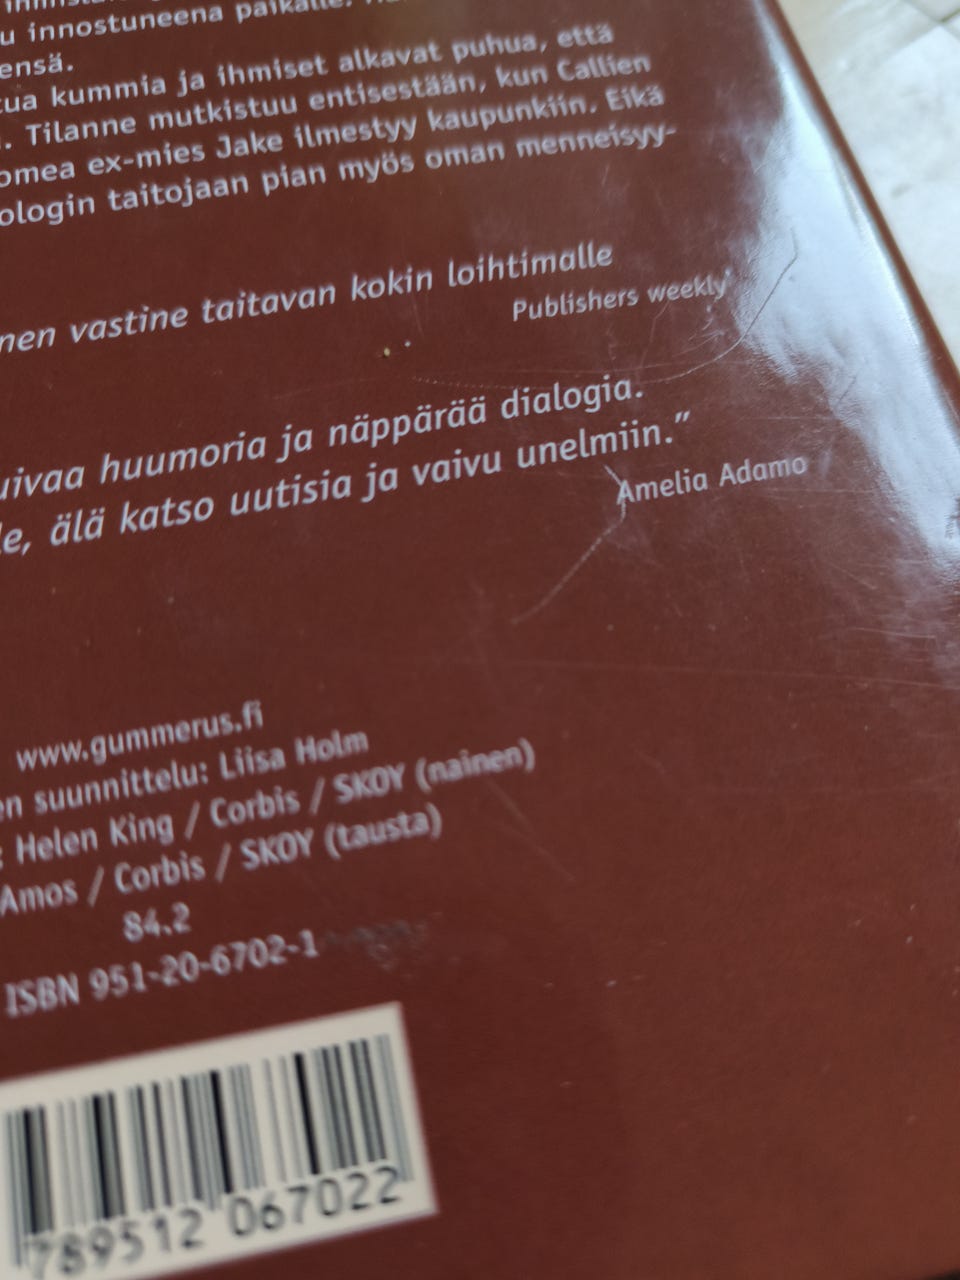 u innostuneena paikalle.
ensä.
tua kummia ja ihmiset alkavat puhua, että
. Tilanne mutkistuu entisestään, kun Callien
omea ex-mies Jake ilmestyy kaupunkiin. Eikä
ologin taitojaan pian myös oman menneisyy-
nen vastine taitavan kokin loihtimalle
Publishers weekly
uivaa huumoria ja näppärää dialogia.
le, älä katso uutisia ja vaivu unelmiin.”
Amelia Adamo
www.gummerus.fi
en suunnittelu: Liisa Holm
: Helen King / Corbis / SKOY (nainen)
Amos / Corbis / SKOY (tausta)
84.2
ISBN 951-20-6702-1
789512 067022